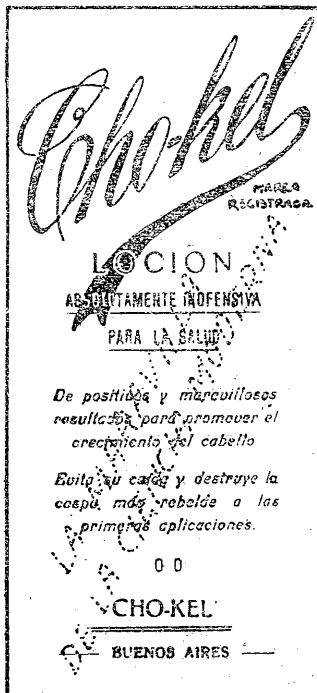 Cho-kel
MARCA
REGISTRADA
LOCION
ABSOLUTAMENTE INOFENSIVA
PARA LA SALUD
De positivos y maravillosos
resultados para promover el
crecimiento del cabello
Evita su caída y destruye la
caspa más rebelde a las
primeras aplicaciones.
0 0
CHO-KEL
BUENOS AIRES